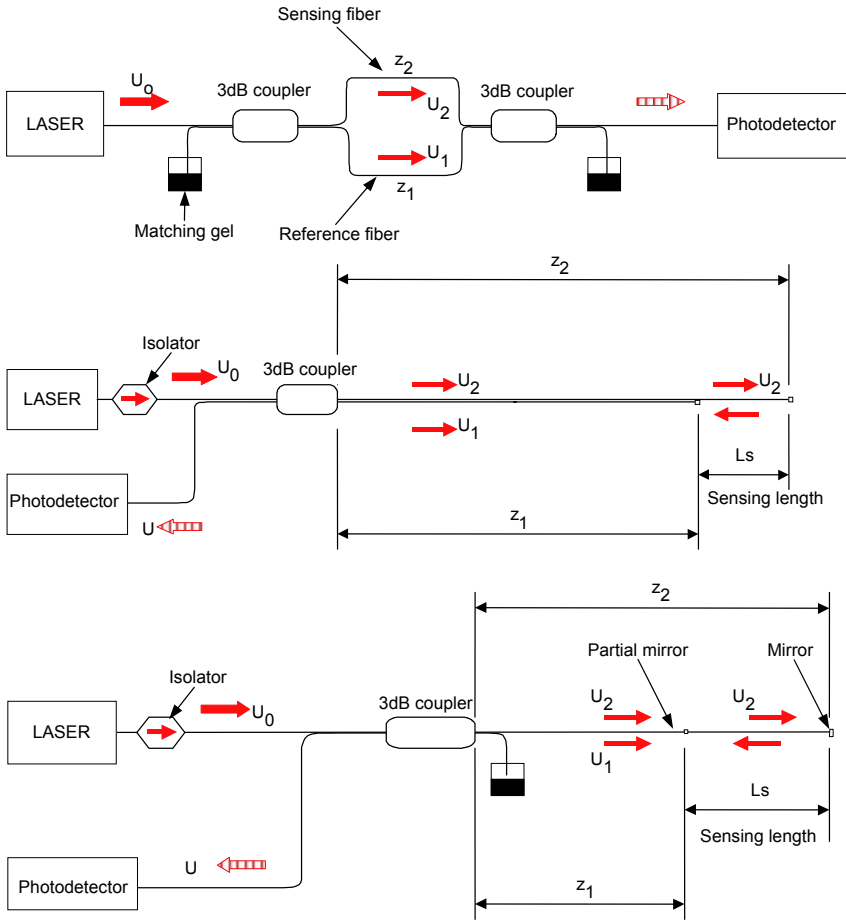 Sensing fiber
z2
Uo
3dB coupler
3dB coupler
U2
LASER
Photodetector
U1
z1
Matching gel
Reference fiber
z2
Isolator
U0
3dB coupler
U2
U2
LASER
U1
Ls
Photodetector
Sensing length
z1
U
z2
Partial mirror
Mirror
Isolator
3dB coupler
U2
U2
U0
LASER
U1
Ls
Sensing length
U
z1
Photodetector